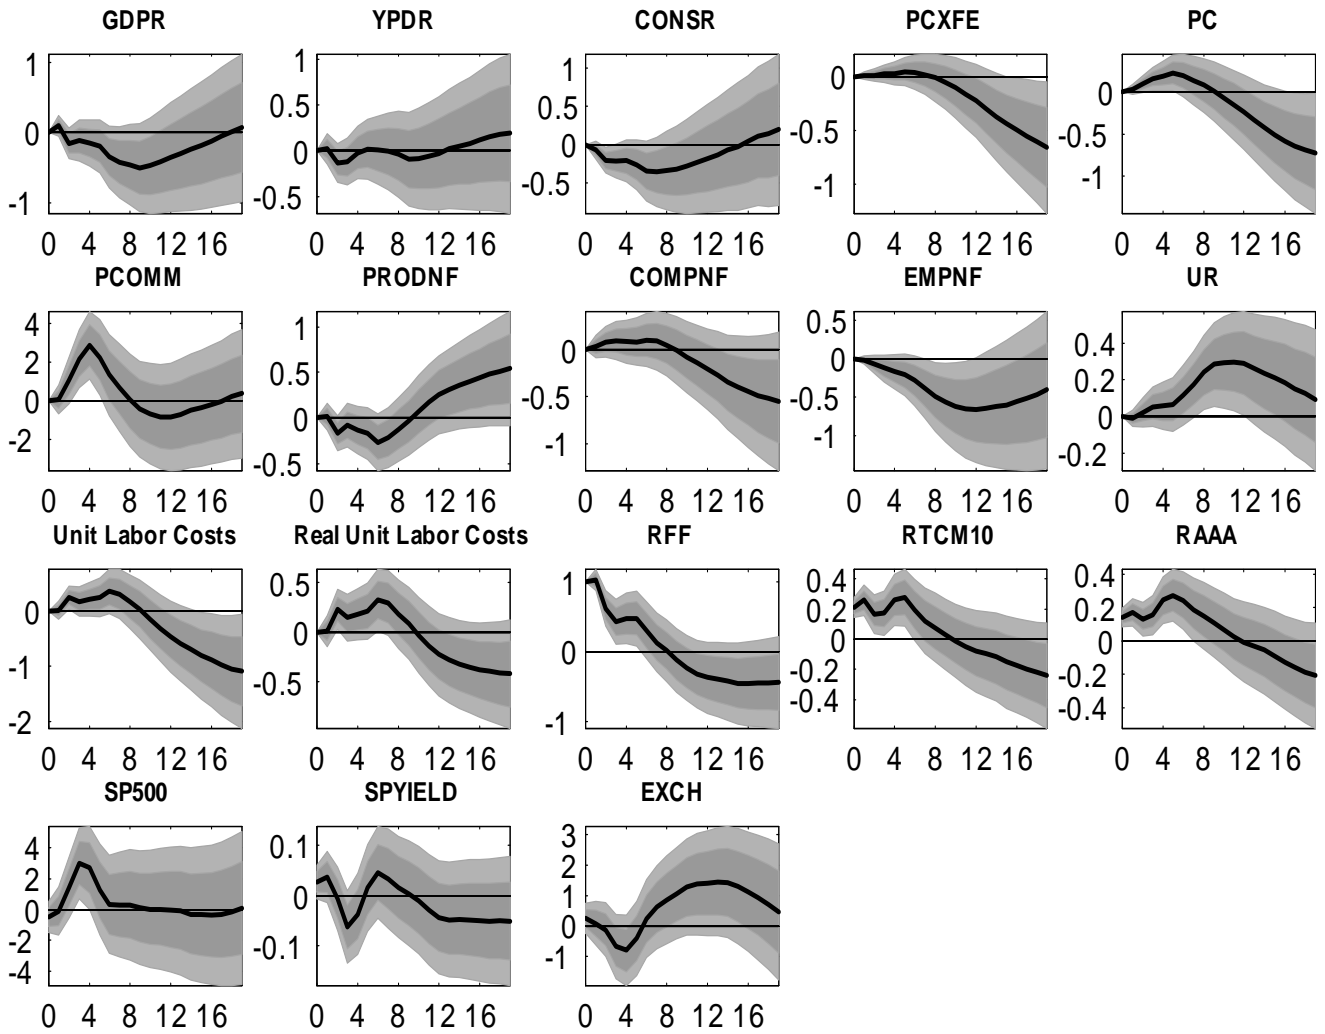 GDPR YPDR CONSR PCXFE PC
1 0 -1
1 0.5 0 -0.5
1 0.5 0 -0.5
0 -0.5 -1
0 -0.5 -1
0 4 8 12 16 0 4 8 12 16 0 4 8 12 16 0 4 8 12 16 0 4 8 12 16
PCOMM PRODNF COMPNF EMPNF UR
4 2 0 -2
1 0.5 0 -0.5
0 -0.5 -1
0.5 0 -0.5 -1
0.4 0.2 0 -0.2
0 4 8 12 16 0 4 8 12 16 0 4 8 12 16 0 4 8 12 16 0 4 8 12 16
Unit Labor Costs Real Unit Labor Costs RFF RTCM10 RAAA
0 -1 -2
0.5 0 -0.5
1 0 -1
0.4 0.2 0 -0.2 -0.4
0.4 0.2 0 -0.2 -0.4
0 4 8 12 16 0 4 8 12 16 0 4 8 12 16 0 4 8 12 16 0 4 8 12 16
SP500 SPYIELD EXCH
4 2 0 -2 -4
0.1 0 -0.1
3 2 1 0 -1
0 4 8 12 16 0 4 8 12 16 0 4 8 12 16